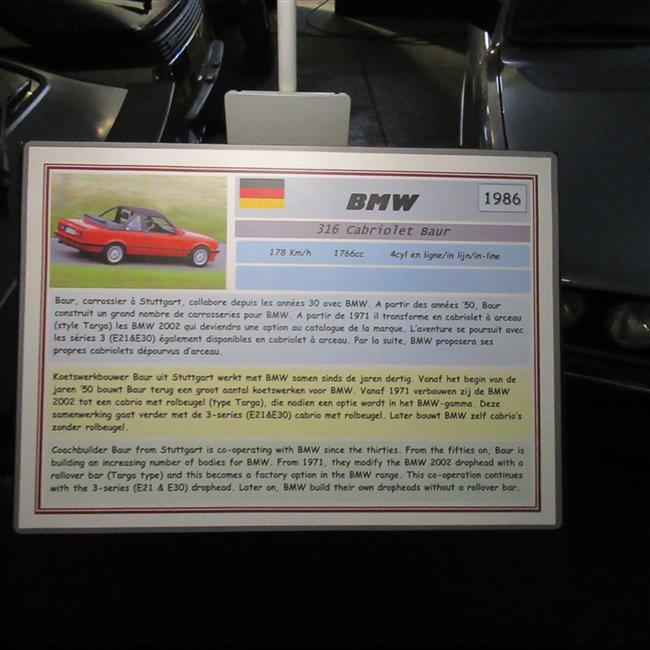 BMW
1986
316 Cabriolet Baur
178 Km/h 1766cc 4cyl en ligne/in lijn/in-line
Baur, carrossier à Stuttgart, collabore depuis les années 30 avec BMW. A partir des années '50, Baur
construit un grand nombre de carrosseries pour BMW. A partir de 1971 il transforme en cabriolet à arceau
(style Targa) les BMW 2002 qui deviendra une option au catalogue de la marque. L'aventure se poursuit avec
les séries 3 (E21&E30) également disponibles en cabriolet à arceau. Par la suite, BMW proposera ses
propres cabriolets dépourvus d'arceau.
Koetswerkbouwer Baur uit Stuttgart werkt met BMW samen sinds de jaren dertig. Vanaf het begin van de
jaren '50 bouwt Baur terug een groot aantal koetswerken voor BMW. Vanaf 1971 verbouwen zij de BMW
2002 tot een cabrio met rolbeugel (type Targa), die nadien een optie wordt in het BMW-gamma. Deze
samenwerking gaat verder met de 3-series (E21&E30) cabrio met rolbeugel. Later bouwt BMW zelf cabrio's
zonder rolbeugel.
Coachbuilder Baur from Stuttgart is co-operating with BMW since the thirties. From the fifties on, Baur is
building an increasing number of bodies for BMW. From 1971, they modify the BMW 2002 drophead with a
rollover bar (Targa type) and this becomes a factory option in the BMW range. This co-operation continues
with the 3-series (E21 & E30) drophead. Later on, BMW build their own dropheads without a rollover bar.